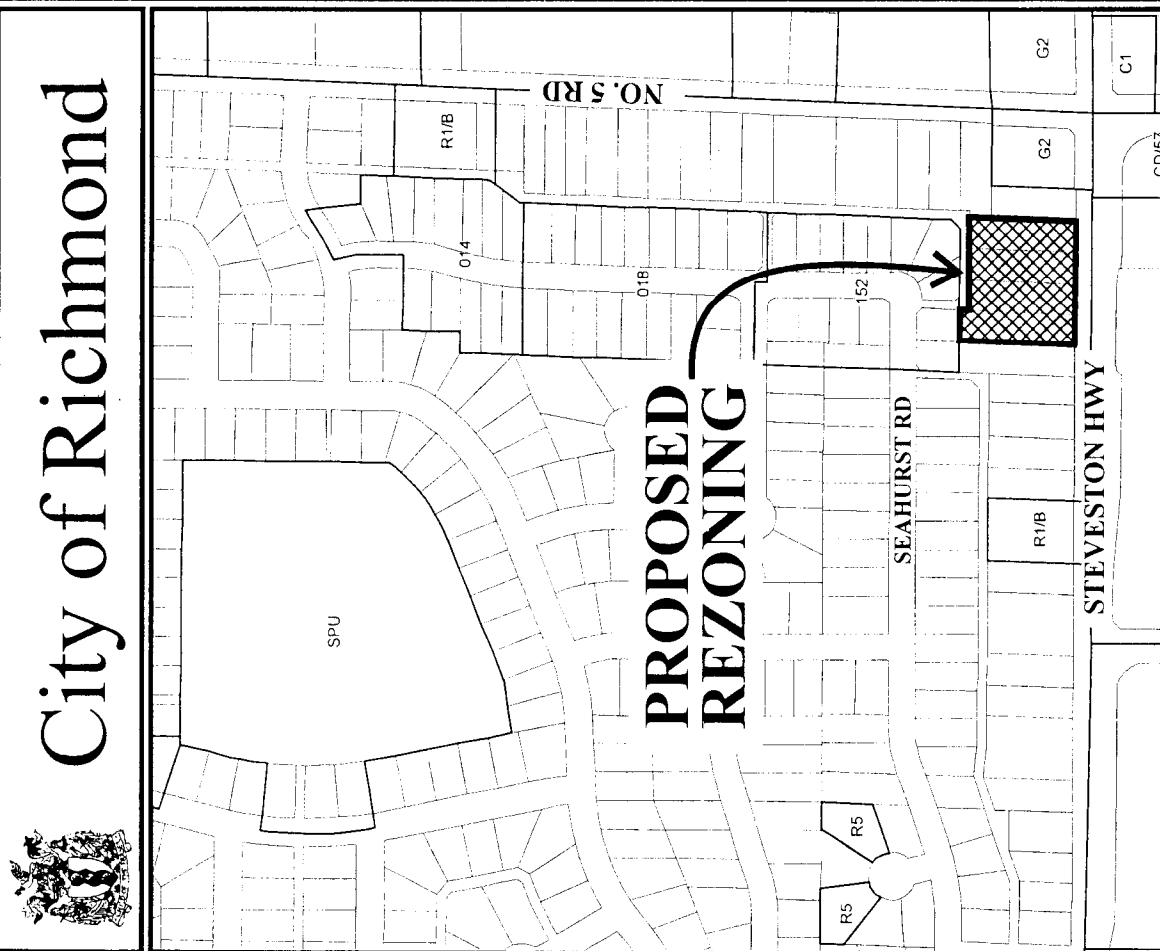 City of Richmond
NO. 5 RD
G2
C1
R1/B
G2
014
018
152
PROPOSED
REZONING
SEAHURST RD
SPU
R1/B
STEVESTON HWY
R5
R5